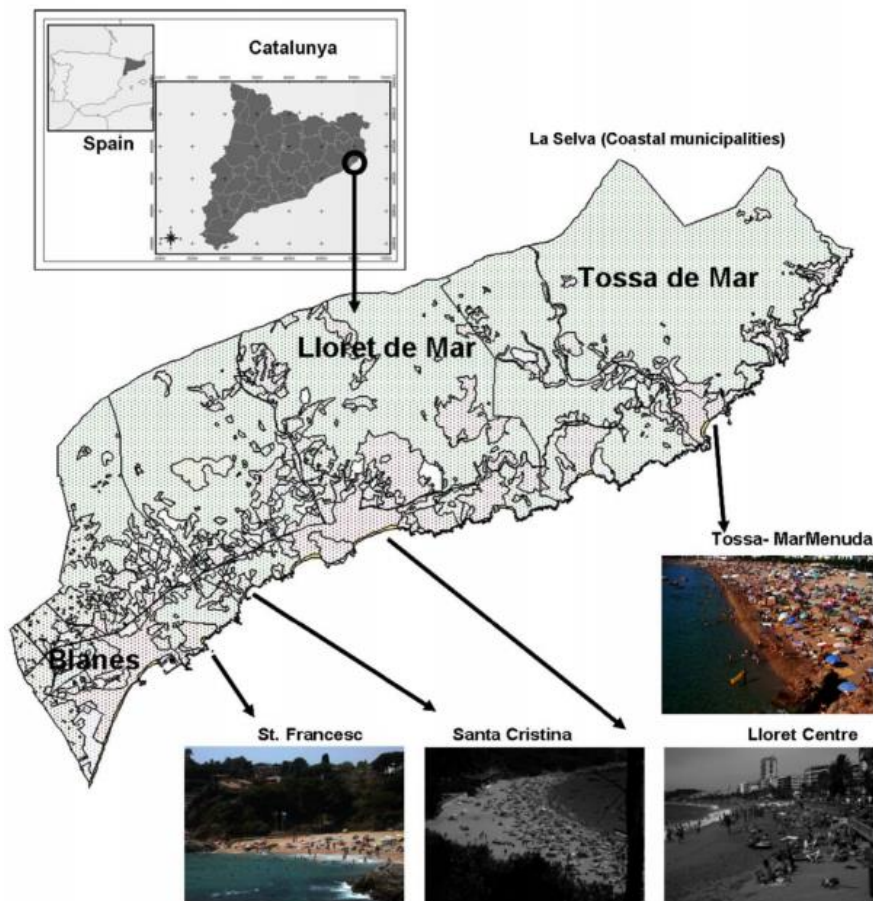 Catalunya
Spain
La Selva (Coastal municipalities)
Tossa de Mar
Lloret de Mar
Tossa- MarMenuda
Blanes
St. Francesc
Santa Cristina
Lloret Centre